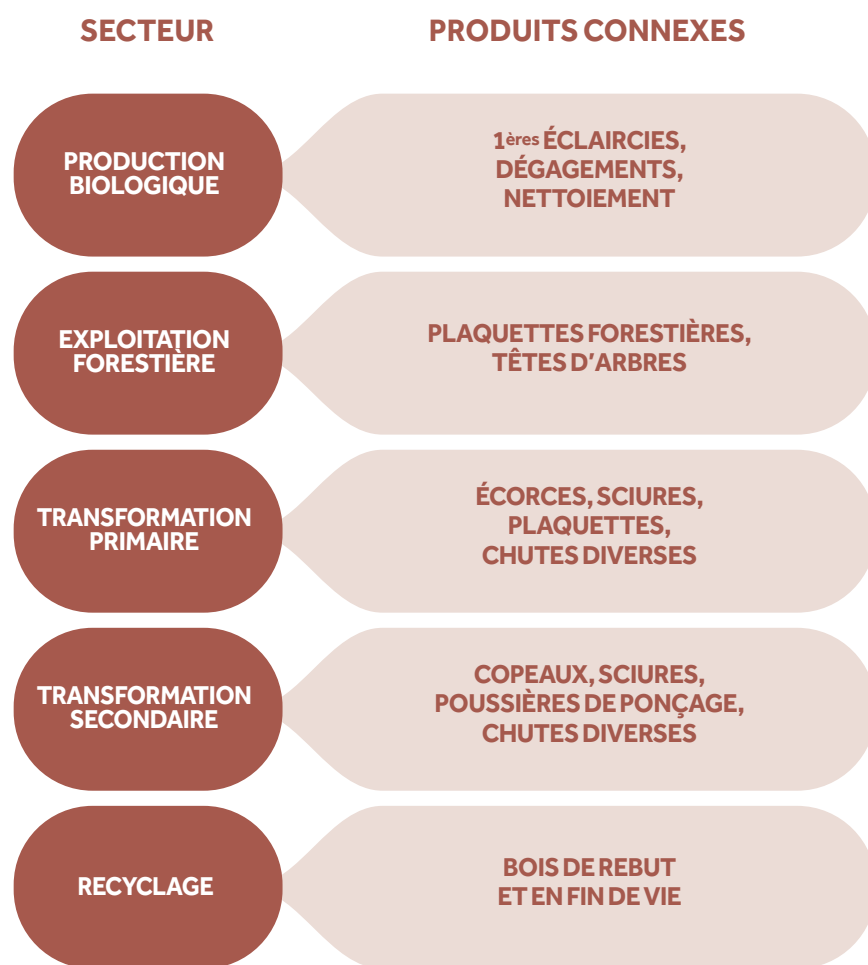 SECTEUR
PRODUITS CONNEXES
PRODUCTION
BIOLOGIQUE
1ères ÉCLAIRCIES,
DÉGAGEMENTS,
NETTOIEMENT
EXPLOITATION
FORESTIÈRE
PLAQUETTES FORESTIÈRES,
TÊTES D'ARBRES
TRANSFORMATION
PRIMAIRE
ÉCORCES, SCIURES,
PLAQUETTES,
CHUTES DIVERSES
TRANSFORMATION
SECONDAIRE
COPEAUX, SCIURES,
POUSSIÈRES DE PONÇAGE,
CHUTES DIVERSES
RECYCLAGE
BOIS DE REBUT
ET EN FIN DE VIE